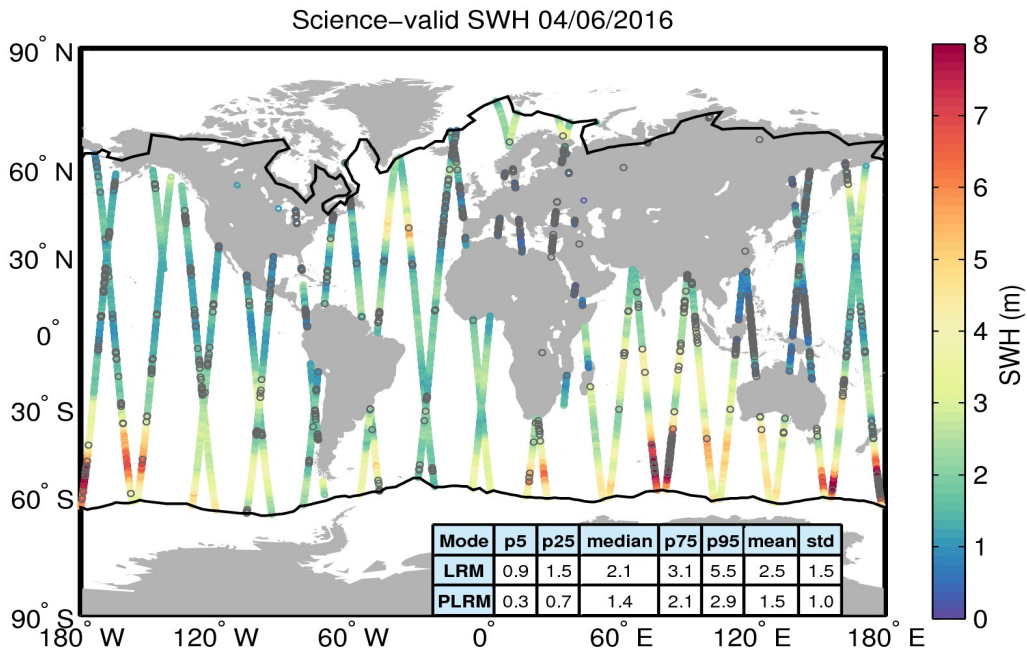 Science−valid SWH 04/06/2016
90° N
60° N
30° N
0°
30° S
60° S
90° S
180° W
120° W
60° W
0°
60° E
120° E
180° E
8
7
6
5
4
3
2
1
0
SWH (m)
Mode p5 p25 median p75 p95 mean std
LRM 0.9 1.5 2.1 3.1 5.5 2.5 1.5
PLRM 0.3 0.7 1.4 2.1 2.9 1.5 1.0